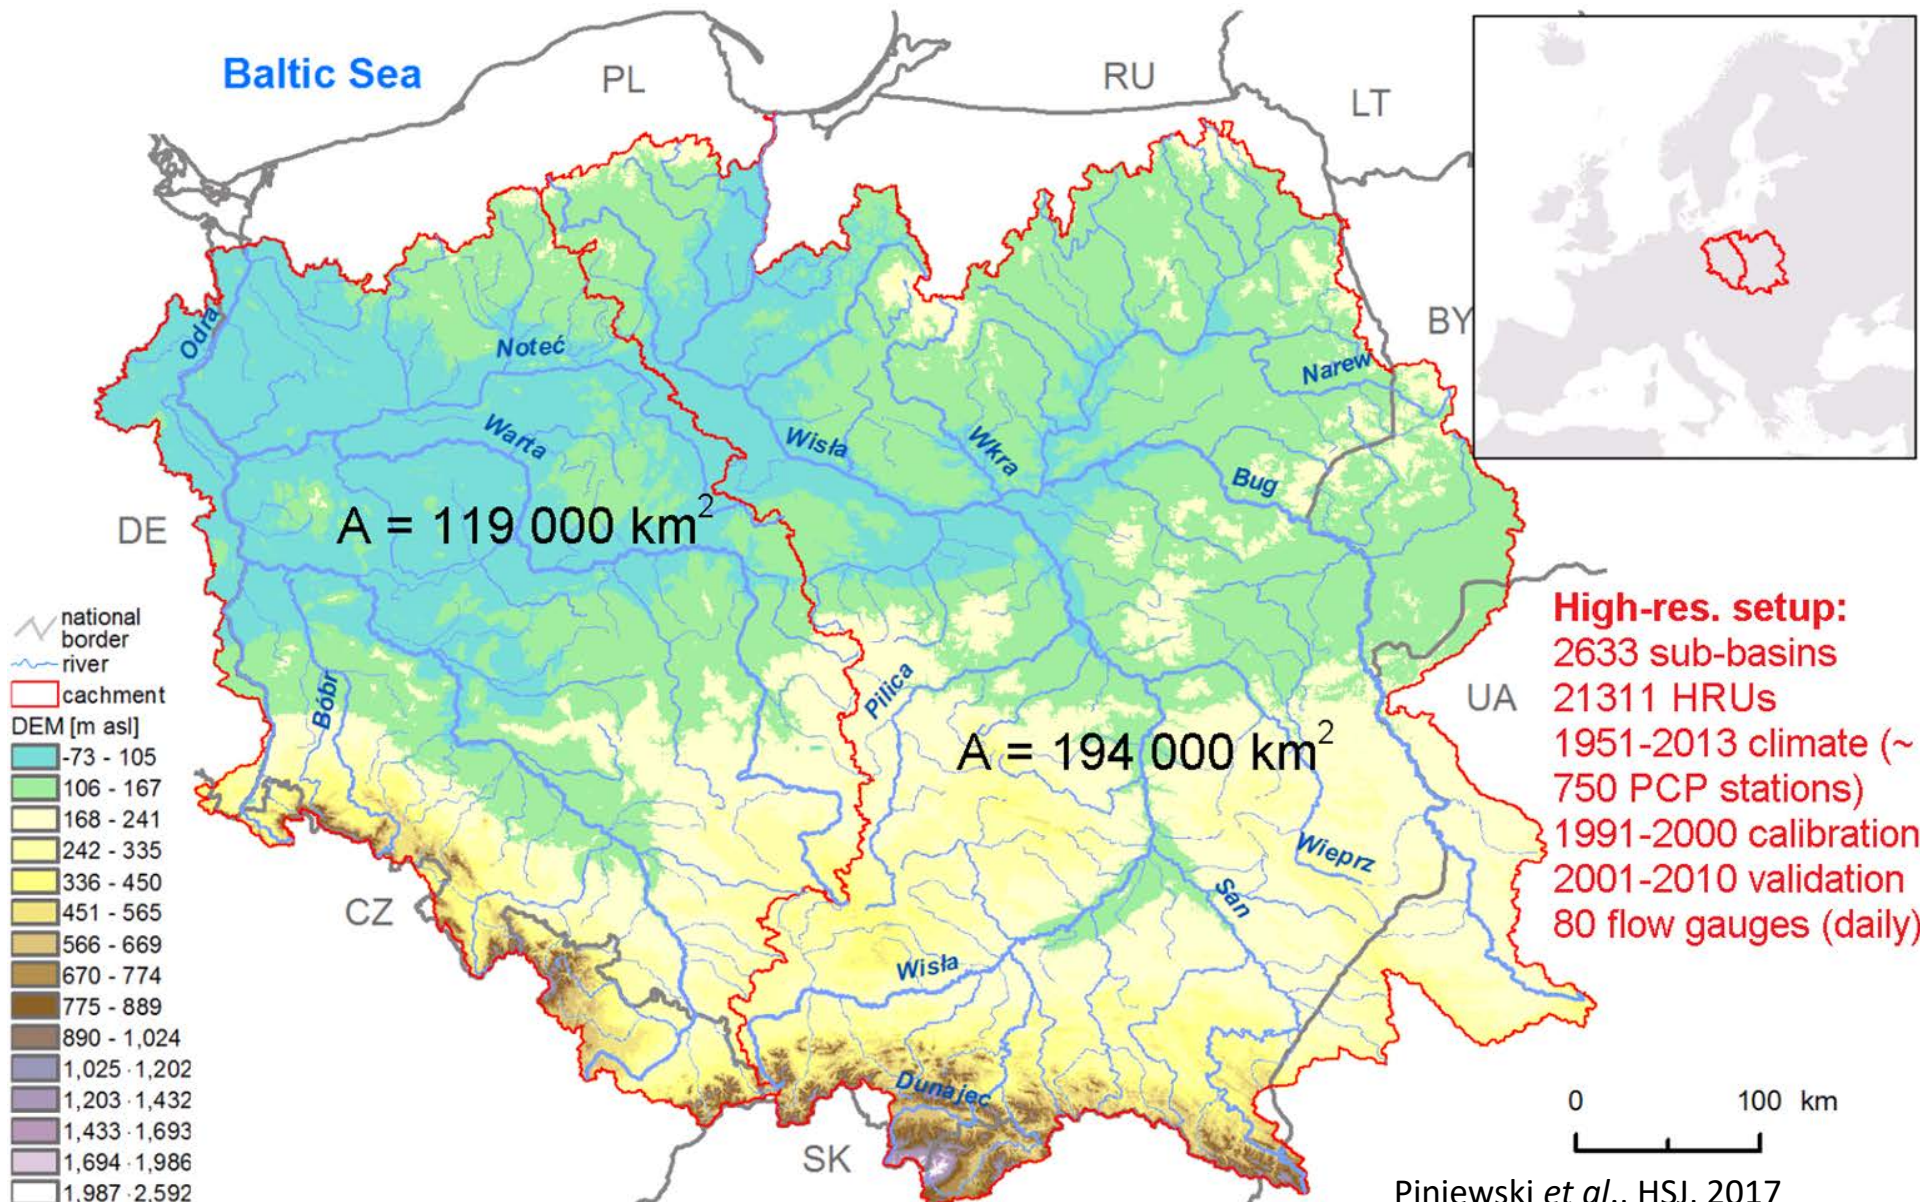 Baltic Sea
PL
RU
LT
BY
Odra
Noteć
Narew
Warta
Wisła
Wkra
Bug
DE
A = 119 000 km²
national
border
river
cachment
DEM [m asl]
-73 - 105
106 - 167
168 - 241
242 - 335
336 - 450
451 - 565
566 - 669
670 - 774
775 - 889
890 - 1,024
1,025 - 1,202
1,203 - 1,432
1,433 - 1,693
1,694 - 1,986
1,987 - 2,592
Bóbr
Pilica
A = 194 000 km²
UA
Wieprz
San
CZ
Wisła
Dunajec
SK
High-res. setup:
2633 sub-basins
21311 HRUs
1951-2013 climate (~
750 PCP stations)
1991-2000 calibration
2001-2010 validation
80 flow gauges (daily)
0 100 km
Piniewski et al., HSJ, 2017